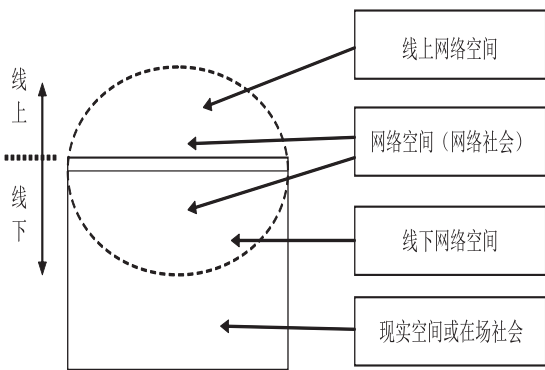 线上
线下
线上网络空间
网络空间（网络社会）
线下网络空间
现实空间或在场社会